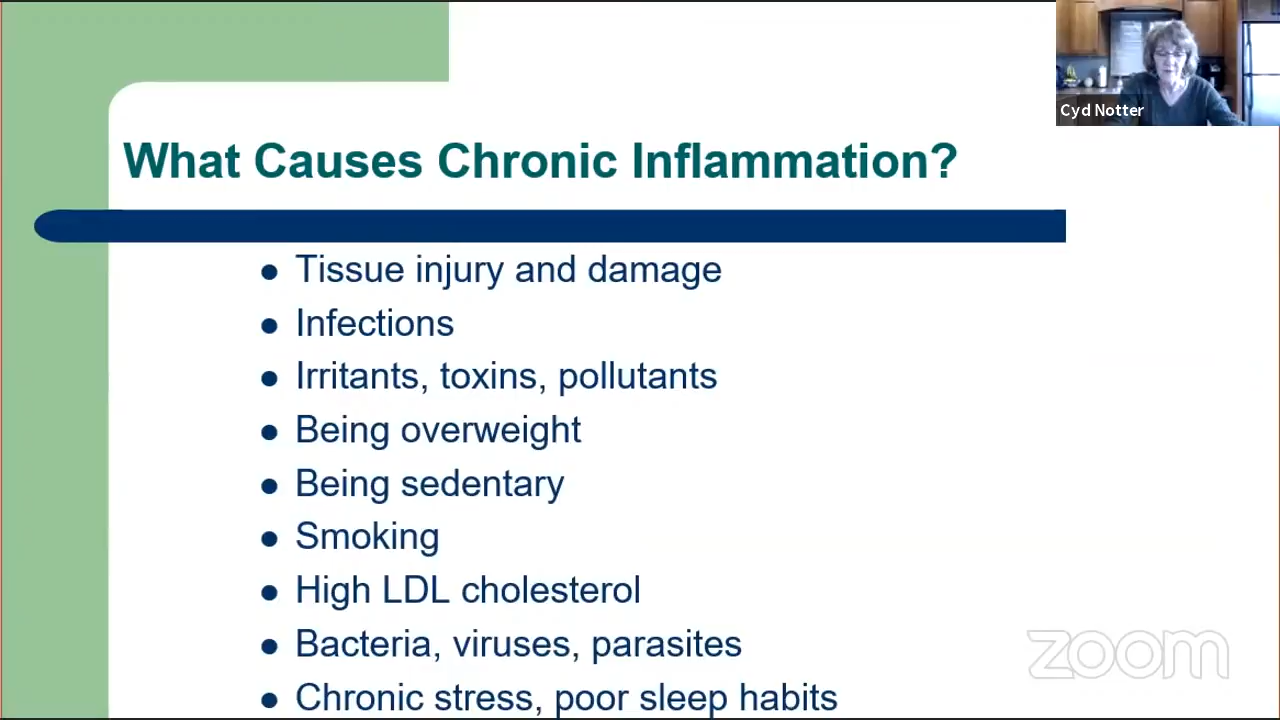 Cyd Notter
What Causes Chronic Inflammation?
Tissue injury and damage
Infections
Irritants, toxins, pollutants
Being overweight
Being sedentary
Smoking
High LDL cholesterol
Bacteria, viruses, parasites
Chronic stress, poor sleep habits
zoom